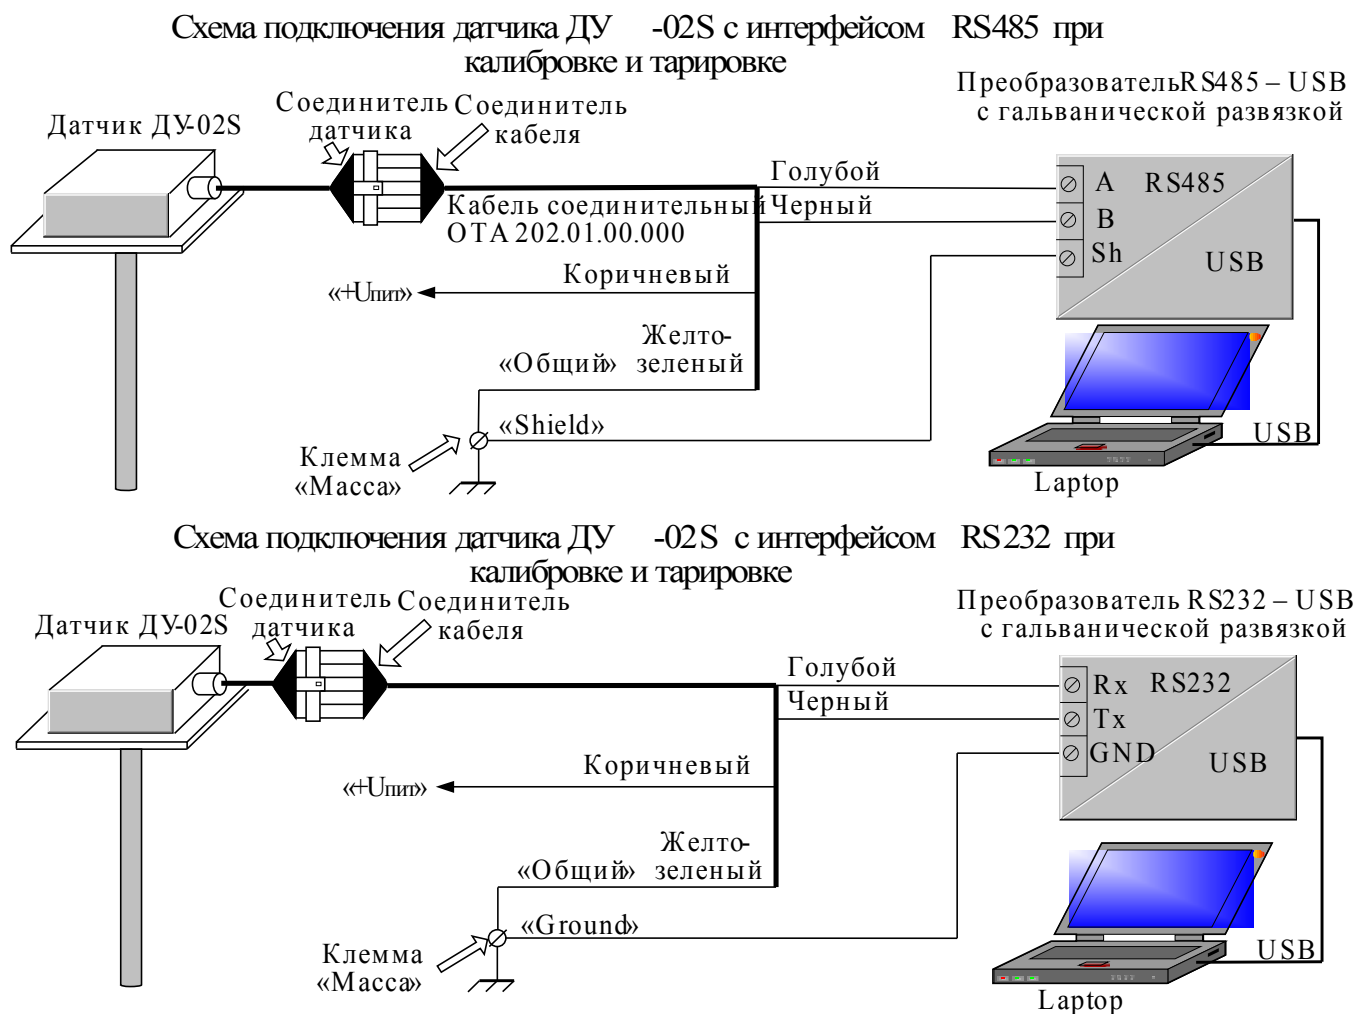 Схема подключения датчика ДУ -02S с интерфейсом RS485 при
калибровке и тарировке
Преобразователь RS485 – USB
с гальванической развязкой
Датчик ДУ-02S
Соединитель
датчика
Соединитель
кабеля
Голубой
Черный
Кабель соединительный
ОТА 202.01.00.000
A
RS485
B
Sh
USB
Коричневый
«+Uпит»
Желто-
зеленый
«Общий»
«Shield»
Клемма
«Масса»
USB
Laptop
Схема подключения датчика ДУ -02S с интерфейсом RS232 при
калибровке и тарировке
Преобразователь RS232 – USB
с гальванической развязкой
Датчик ДУ-02S
Соединитель
датчика
Соединитель
кабеля
Голубой
Черный
Rx
RS232
Tx
GND
USB
Коричневый
«+Uпит»
Желто-
зеленый
«Общий»
«Ground»
Клемма
«Масса»
USB
Laptop